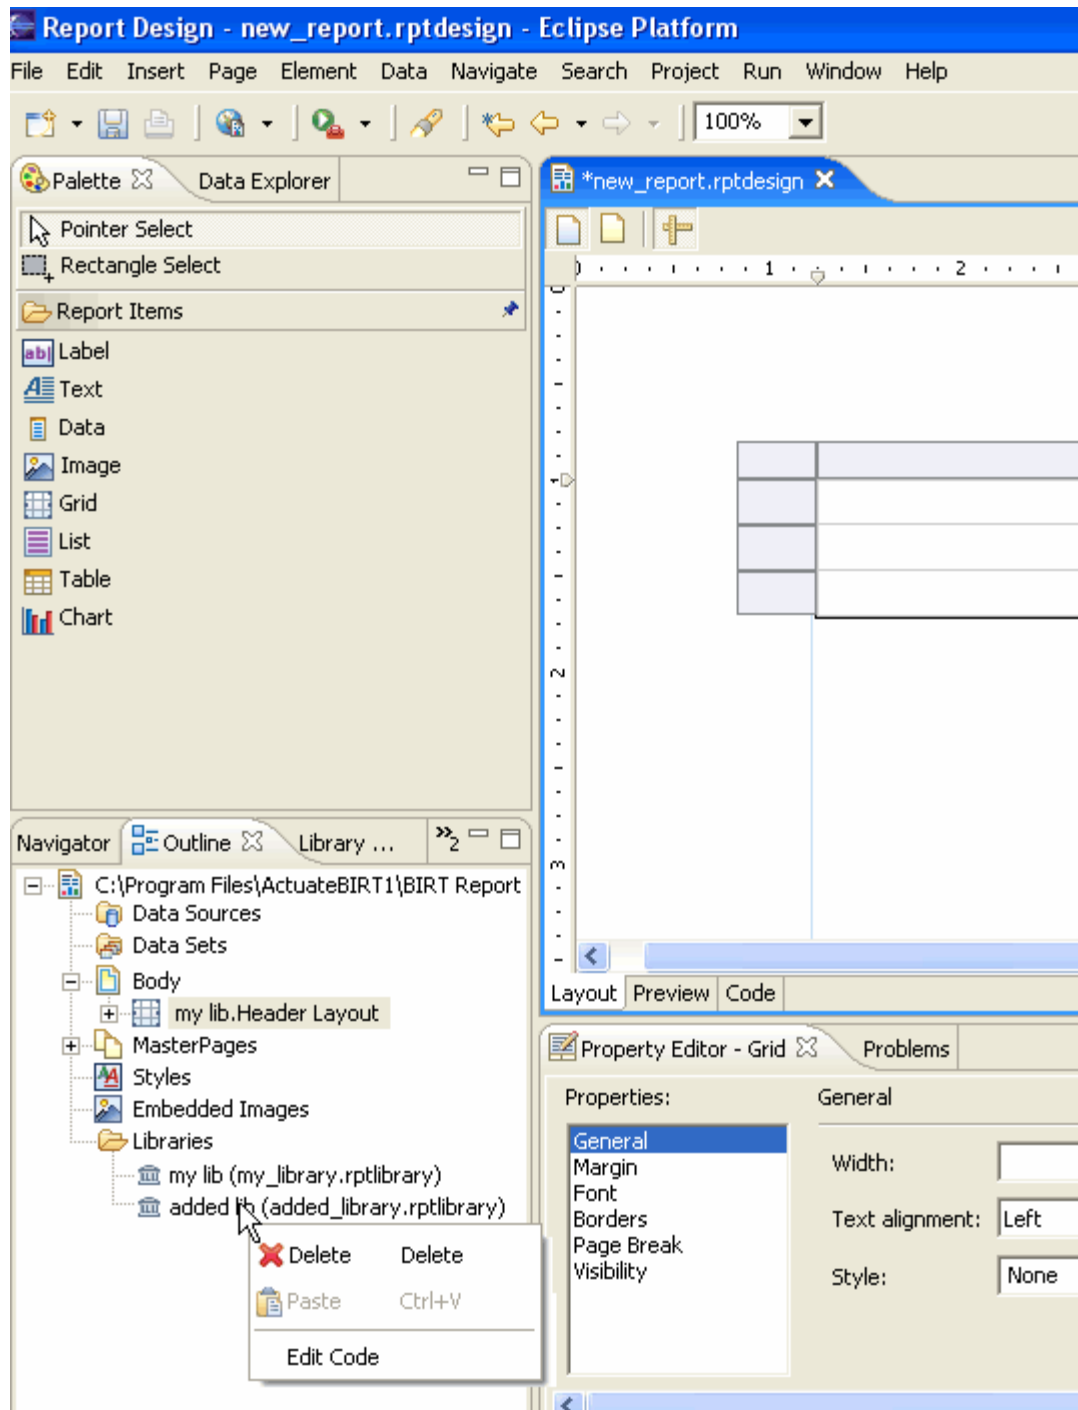 Report Design - new_report.rptdesign - Eclipse Platform
File Edit Insert Page Element Data Navigate Search Project Run Window Help
100%
Palette Data Explorer
*new_report.rptdesign
Pointer Select
Rectangle Select
1 2
Report Items
abl Label
Text
Data
Image
Grid
List
Table
Chart
0
1
2
3
Navigator Outline Library ... »2
C:\Program Files\ActuateBIRT1\BIRT Report
Data Sources
Data Sets
Body
my lib.Header Layout
MasterPages
Styles
Embedded Images
Libraries
my lib (my_library.rptlibrary)
added lib (added_library.rptlibrary)
Delete Delete
Paste Ctrl+V
Edit Code
Layout Preview Code
Property Editor - Grid Problems
Properties: General
General
Margin
Font
Borders
Page Break
Visibility
Width:
Text alignment: Left
Style: None